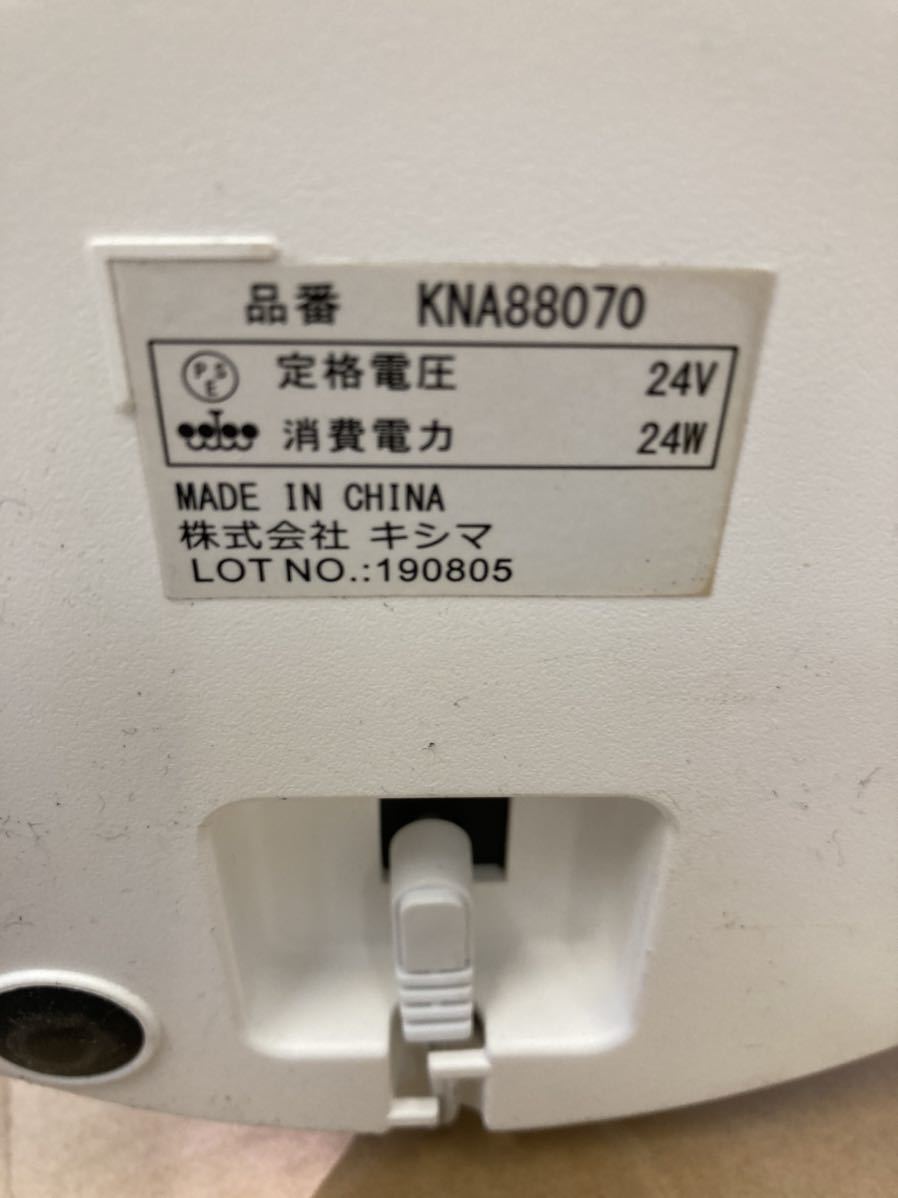 品番 KNA88070
PSE 定格電圧 24V
消費電力 24W
MADE IN CHINA
株式会社 キシマ
LOT NO.:190805